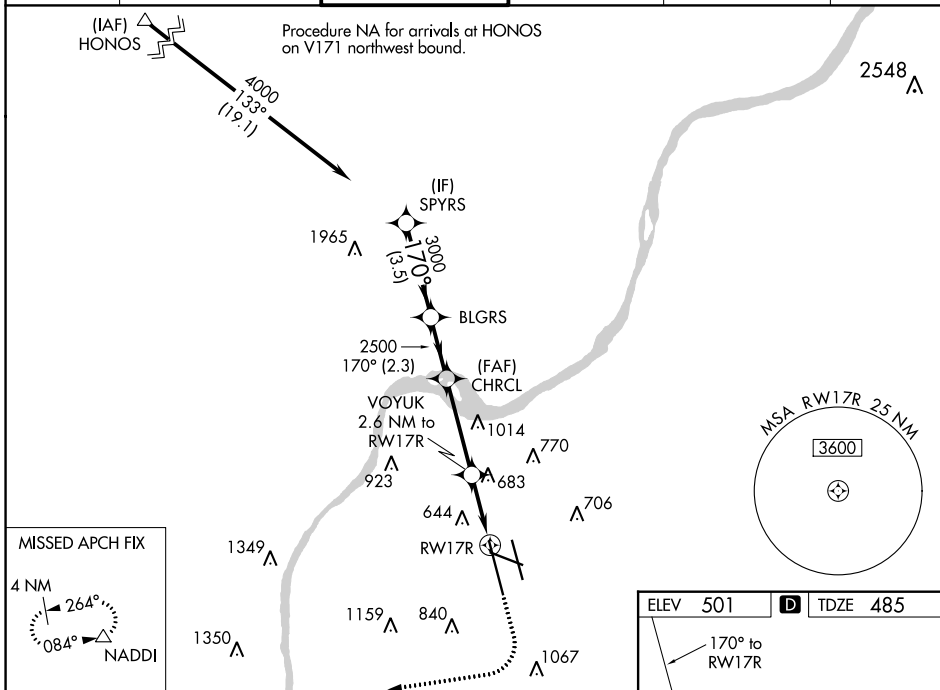 (IAF)
HONOS
Procedure NA for arrivals at HONOS
on V171 northwest bound.
2548
4000
133°
(19.1)
(IF)
SPYRS
1965
3000
170°
(3.5)
BLGRS
2500
170° (2.3)
(FAF)
CHRCL
VOYUK
2.6 NM to
RW17R
1014
770
923
683
706
644
RW17R
MSA RW17R 25 NM
3600
MISSED APCH FIX
4 NM
264°
084°
NADDI
1349
1350
1159
840
1067
ELEV 501 D TDZE 485
170° to
RW17R